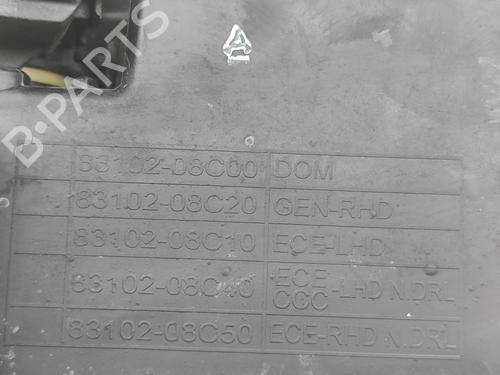 B-PARTS
A
83102-08C00 DOM
83102-08C20 GEN-RHD
83102-08C10 ECE-LHD
83102-08C40 ECE CCC -LHD N.DRL
83102-08C50 ECE-RHD N.DRL